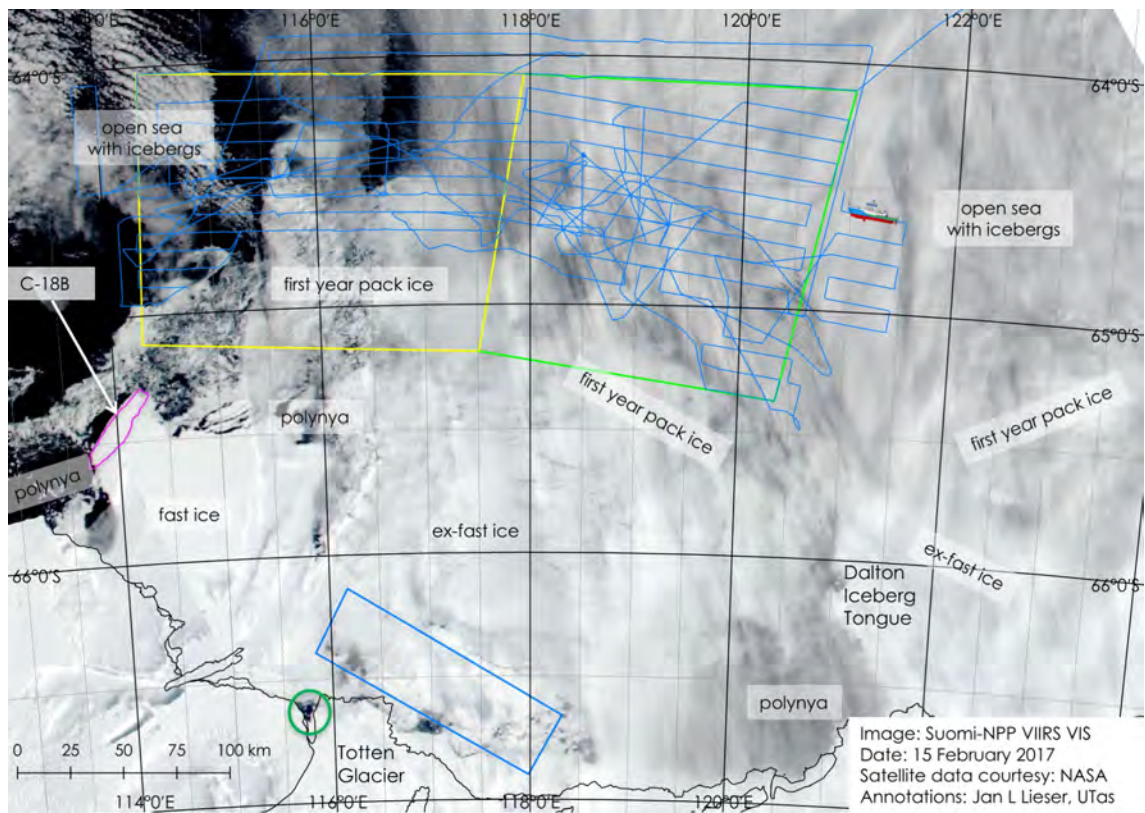 114°0'E
116°0'E
118°0'E
120°0'E
122°0'E
64°0'S
64°0'S
open sea
with icebergs
open sea
with icebergs
C-18B
first year pack ice
65°0'S
65°0'S
first year pack ice
first year pack ice
polynya
polynya
fast ice
ex-fast ice
ex-fast ice
66°0'S
66°0'S
Dalton
Iceberg
Tongue
polynya
0 25 50 75 100 km
Totten
Glacier
Image: Suomi-NPP VIIRS VIS
Date: 15 February 2017
Satellite data courtesy: NASA
Annotations: Jan L Lieser, UTas
114°0'E
116°0'E
118°0'E
120°0'E